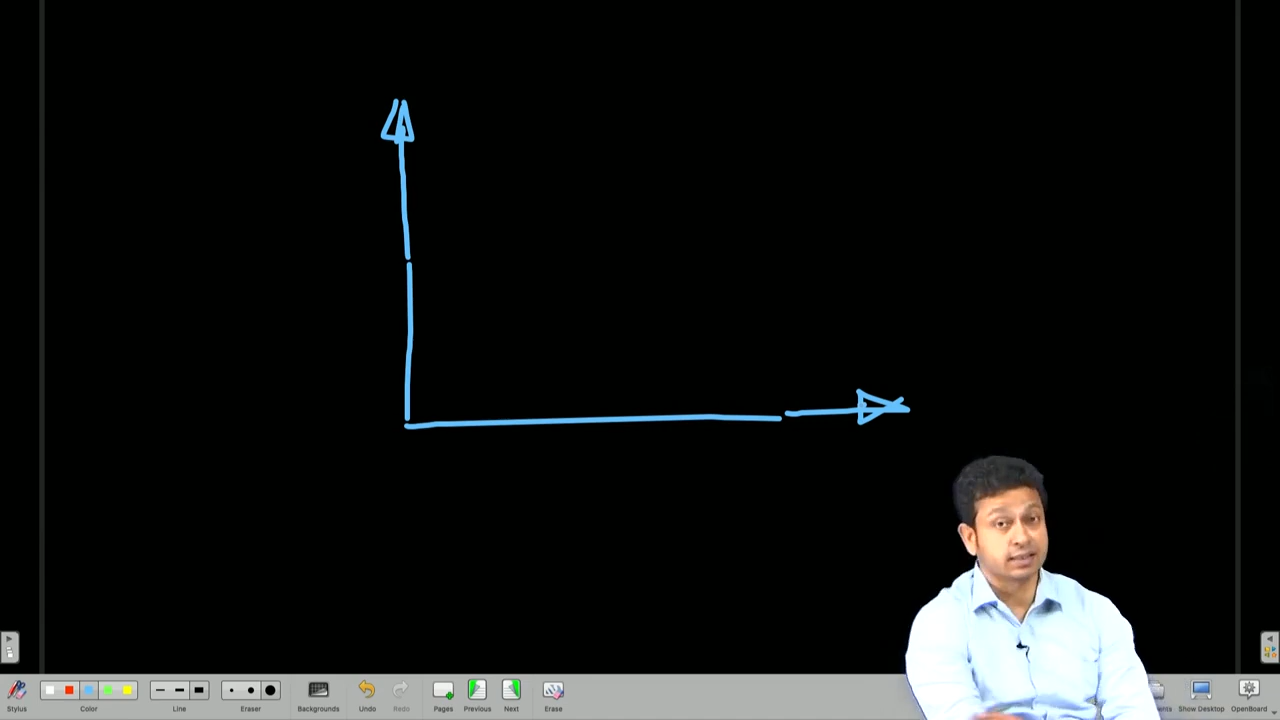 Stylus
Color
Line
Eraser
Backgrounds
Undo
Redo
Pages
Previous
Next
Erase
Show Desktop
OpenBoard